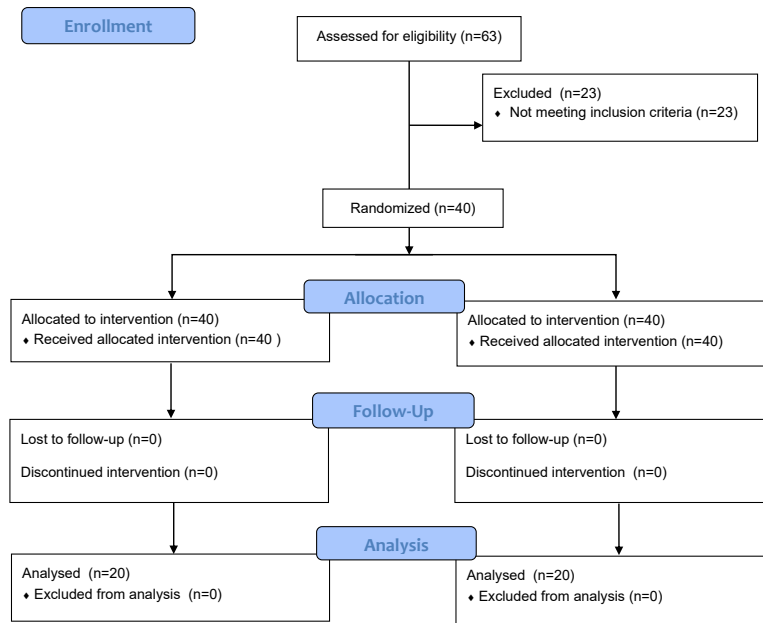 Enrollment
Assessed for eligibility (n=63)
Excluded (n=23)
♦ Not meeting inclusion criteria (n=23)
Randomized (n=40)
Allocation
Allocated to intervention (n=40)
♦ Received allocated intervention (n=40 )
Allocated to intervention (n=40)
♦ Received allocated intervention (n=40)
Follow-Up
Lost to follow-up (n=0)
Discontinued intervention (n=0)
Lost to follow-up (n=0)
Discontinued intervention (n=0)
Analysis
Analysed (n=20)
♦ Excluded from analysis (n=0)
Analysed (n=20)
♦ Excluded from analysis (n=0)